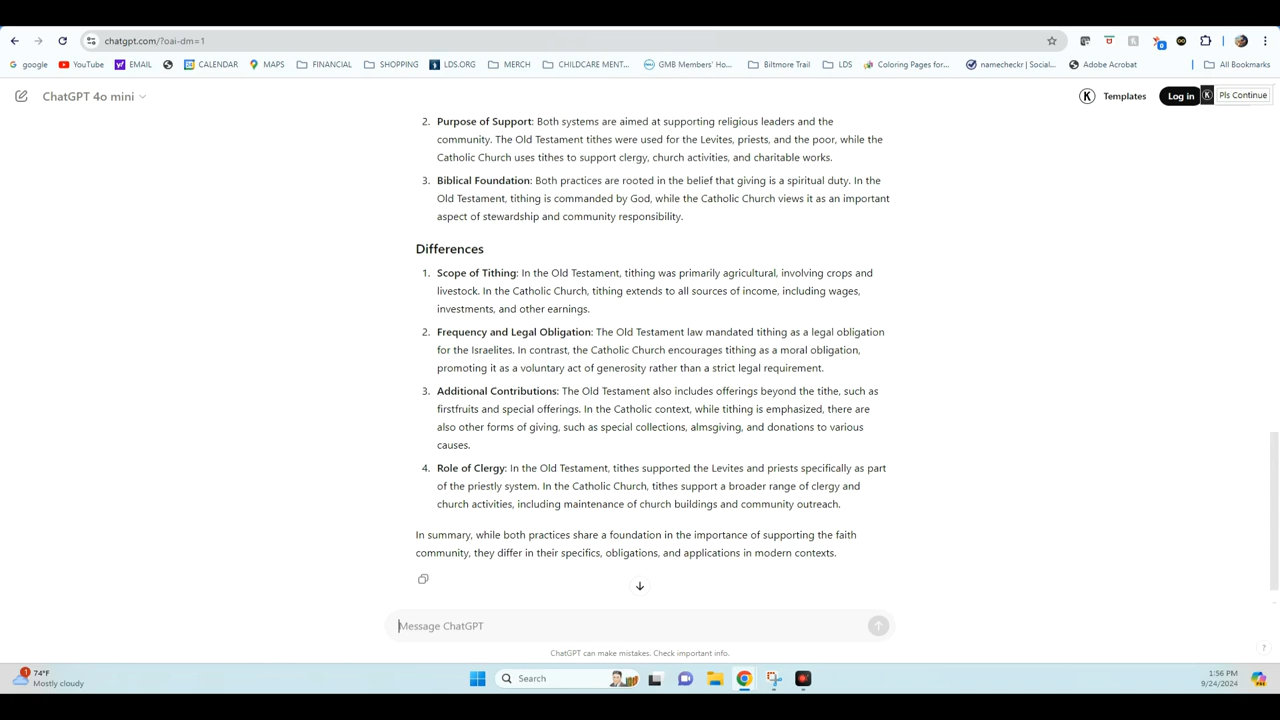 chatgpt.com/?oai-dm=1
google YouTube EMAIL CALENDAR MAPS FINANCIAL SHOPPING LDS.ORG MERCH CHILDCARE MENT... GMB Members' Ho... Biltmore Trail LDS Coloring Pages for... namecheckr | Social... Adobe Acrobat All Bookmarks
ChatGPT 4o mini K Templates Log in K Pls Continue
2. Purpose of Support: Both systems are aimed at supporting religious leaders and the
community. The Old Testament tithes were used for the Levites, priests, and the poor, while the
Catholic Church uses tithes to support clergy, church activities, and charitable works.
3. Biblical Foundation: Both practices are rooted in the belief that giving is a spiritual duty. In the
Old Testament, tithing is commanded by God, while the Catholic Church views it as an important
aspect of stewardship and community responsibility.
Differences
1. Scope of Tithing: In the Old Testament, tithing was primarily agricultural, involving crops and
livestock. In the Catholic Church, tithing extends to all sources of income, including wages,
investments, and other earnings.
2. Frequency and Legal Obligation: The Old Testament law mandated tithing as a legal obligation
for the Israelites. In contrast, the Catholic Church encourages tithing as a moral obligation,
promoting it as a voluntary act of generosity rather than a strict legal requirement.
3. Additional Contributions: The Old Testament also includes offerings beyond the tithe, such as
firstfruits and special offerings. In the Catholic context, while tithing is emphasized, there are
also other forms of giving, such as special collections, almsgiving, and donations to various
causes.
4. Role of Clergy: In the Old Testament, tithes supported the Levites and priests specifically as part
of the priestly system. In the Catholic Church, tithes support a broader range of clergy and
church activities, including maintenance of church buildings and community outreach.
In summary, while both practices share a foundation in the importance of supporting the faith
community, they differ in their specifics, obligations, and applications in modern contexts.
Message ChatGPT
ChatGPT can make mistakes. Check important info.
?
1
74°F
Mostly cloudy
Search
1:56 PM
9/24/2024